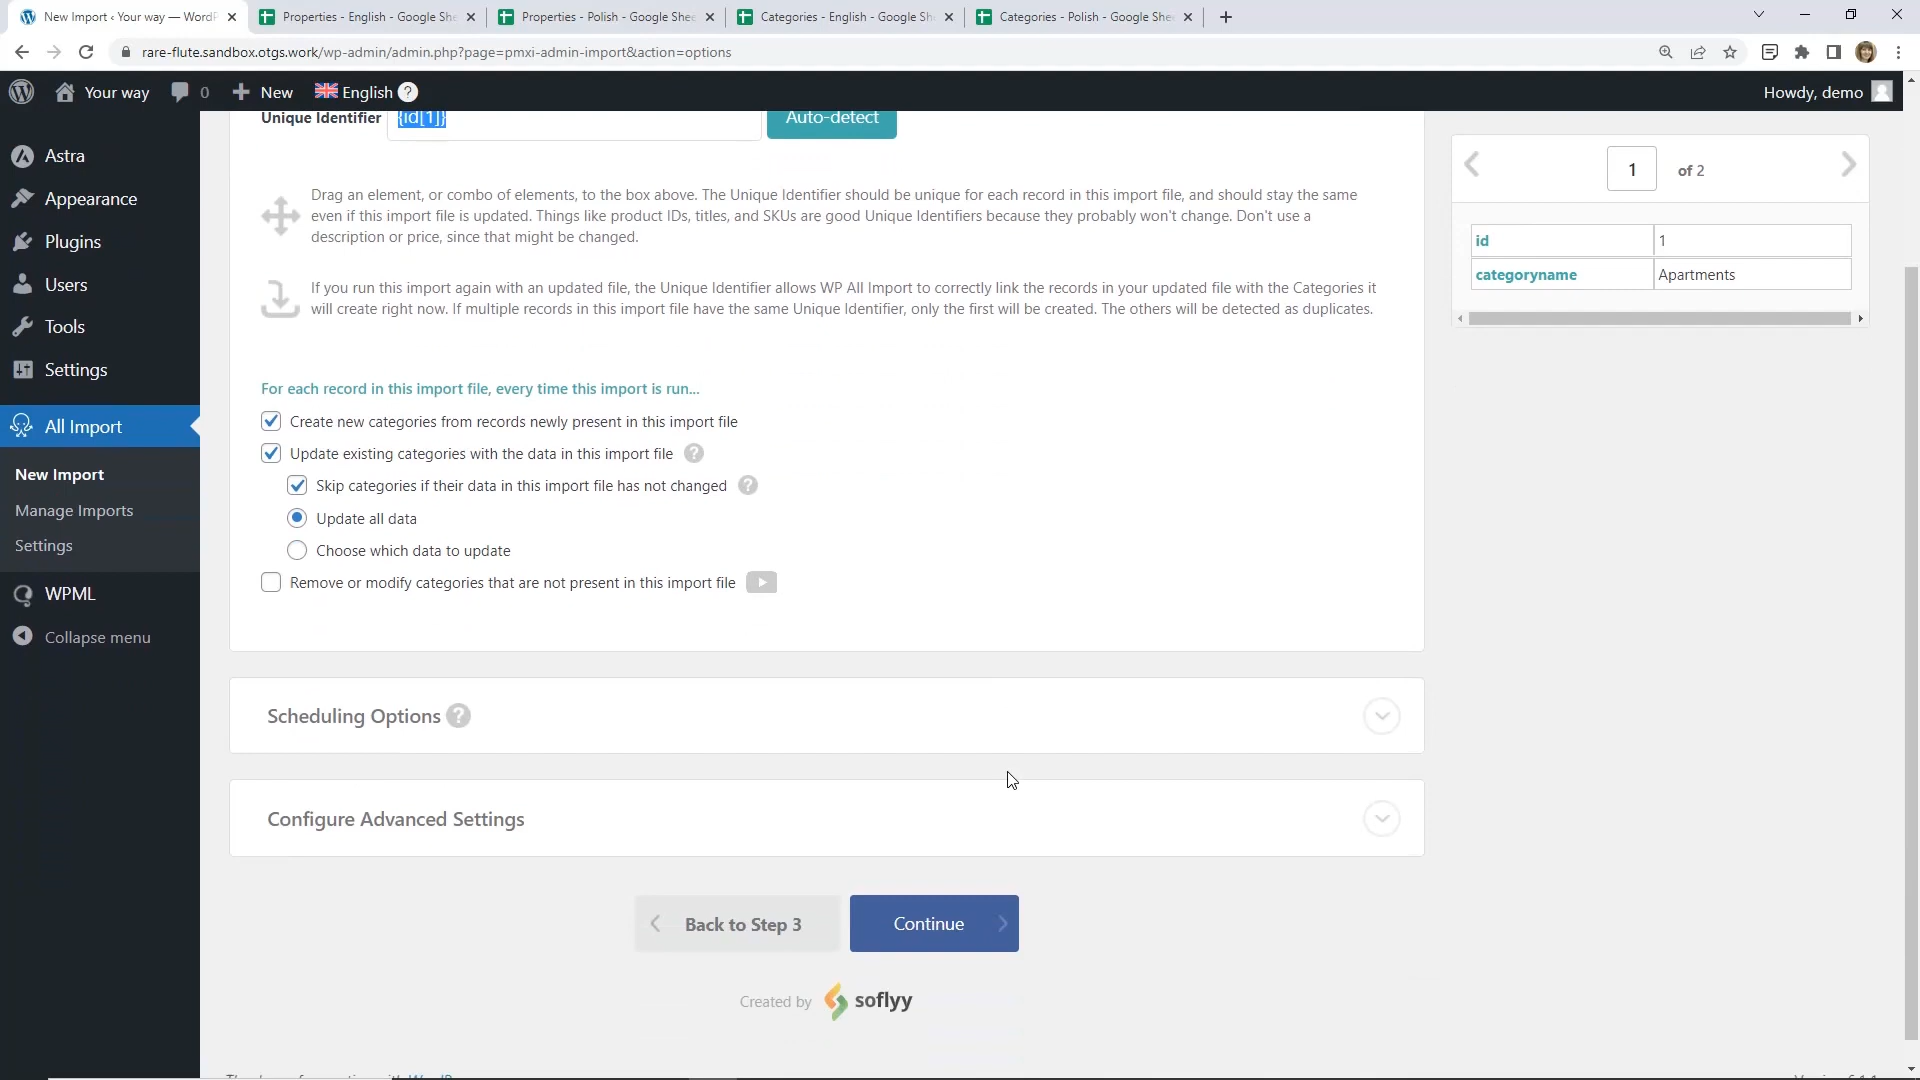 New Import ‹ Your way — WordP
Properties - English - Google She
Properties - Polish - Google Shee
Categories - English - Google Sh
Categories - Polish - Google Shee
rare-flute.sandbox.otgs.work/wp-admin/admin.php?page=pmxi-admin-import&action=options
Your way
0
New
English
?
Howdy, demo
Astra
Appearance
Plugins
Users
Tools
Settings
All Import
New Import
Manage Imports
Settings
WPML
Collapse menu
Unique Identifier
{id[1]}
Auto-detect
Drag an element, or combo of elements, to the box above. The Unique Identifier should be unique for each record in this import file, and should stay the same
even if this import file is updated. Things like product IDs, titles, and SKUs are good Unique Identifiers because they probably won't change. Don't use a
description or price, since that might be changed.
If you run this import again with an updated file, the Unique Identifier allows WP All Import to correctly link the records in your updated file with the Categories it
will create right now. If multiple records in this import file have the same Unique Identifier, only the first will be created. The others will be detected as duplicates.
For each record in this import file, every time this import is run...
Create new categories from records newly present in this import file
Update existing categories with the data in this import file ?
Skip categories if their data in this import file has not changed ?
Update all data
Choose which data to update
Remove or modify categories that are not present in this import file
Scheduling Options ?
Configure Advanced Settings
Back to Step 3
Continue
Created by soflyy
1 of 2
id 1
categoryname Apartments